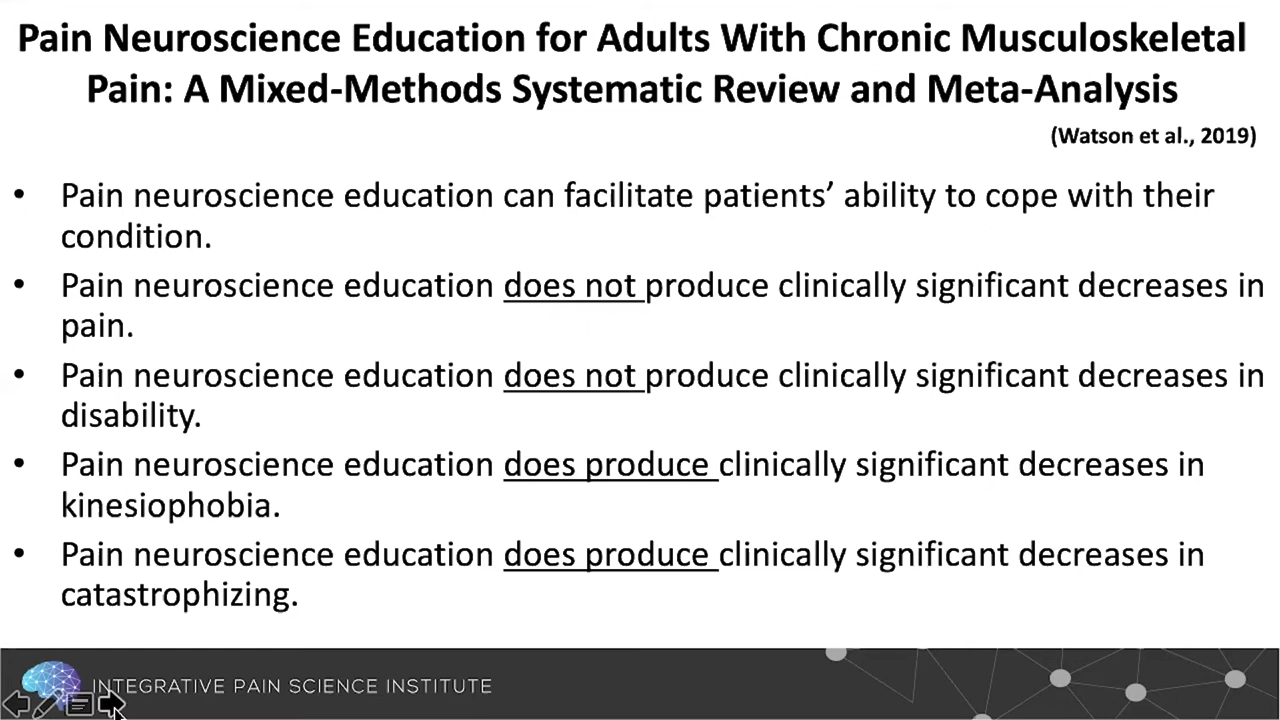 Pain Neuroscience Education for Adults With Chronic Musculoskeletal
Pain: A Mixed-Methods Systematic Review and Meta-Analysis
(Watson et al., 2019)
• Pain neuroscience education can facilitate patients’ ability to cope with their
condition.
• Pain neuroscience education does not produce clinically significant decreases in
pain.
• Pain neuroscience education does not produce clinically significant decreases in
disability.
• Pain neuroscience education does produce clinically significant decreases in
kinesiophobia.
• Pain neuroscience education does produce clinically significant decreases in
catastrophizing.
INTEGRATIVE PAIN SCIENCE INSTITUTE